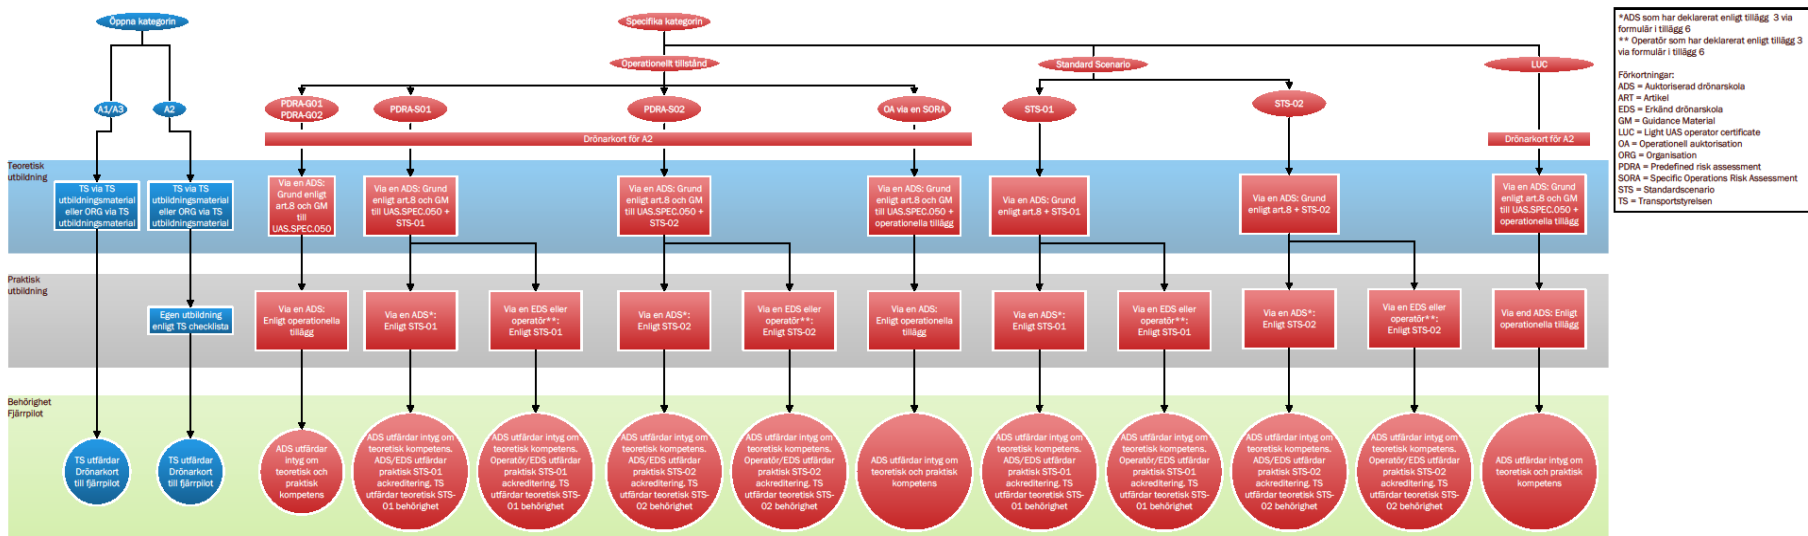 Öppna kategorin
Specifika kategorin
Operationellt tillstånd
Standard Scenario
LUC
A1/A3
A2
PDRA-G01
PDRA-G02
PDRA-S01
PDRA-S02
OA via en SORA
STS-01
STS-02
Drönarkort för A2
Drönarkort för A2
Teoretisk
utbildning
TS via TS
utbildningsmaterial
eller ORG via TS
utbildningsmaterial
TS via TS
utbildningsmaterial
eller ORG via TS
utbildningsmaterial
Via en ADS:
Grund enligt
art.8 och GM
till
UAS.SPEC.050
Via en ADS: Grund
enligt art.8 och GM
till UAS.SPEC.050 +
STS-01
Via en ADS: Grund
enligt art.8 och GM
till UAS.SPEC.050 +
STS-02
Via en ADS: Grund
enligt art.8 och GM
till UAS.SPEC.050 +
operationella tillägg
Via en ADS: Grund
enligt art.8 + STS-01
Via en ADS: Grund
enligt art.8 + STS-02
Via en ADS: Grund
enligt art.8 och GM
till UAS.SPEC.050 +
operationella tillägg
Praktisk
utbildning
Egen utbildning
enligt TS checklista
Via en ADS:
Enligt operationella
tillägg
Via en ADS*:
Enligt STS-01
Via en EDS eller
operatör**:
Enligt STS-01
Via en ADS*:
Enligt STS-02
Via en EDS eller
operatör**:
Enligt STS-02
Via en ADS:
Enligt operationella
tillägg
Via en ADS*:
Enligt STS-01
Via en EDS eller
operatör**:
Enligt STS-01
Via en ADS*:
Enligt STS-02
Via en EDS eller
operatör**:
Enligt STS-02
Via end ADS: Enligt
operationella tillägg
Behörighet
Fjärrpilot
TS utfärdar
Drönarkort
till fjärrpilot
TS utfärdar
Drönarkort
till fjärrpilot
ADS utfärdar
intyg om
teoretisk och
praktisk
kompetens
ADS utfärdar intyg om
teoretisk kompetens.
ADS/EDS utfärdar
praktisk STS-01
ackreditering. TS
utfärdar teoretisk STS-
01 behörighet
ADS utfärdar intyg om
teoretisk kompetens.
Operatör/EDS utfärdar
praktisk STS-01
ackreditering. TS
utfärdar teoretisk STS-
01 behörighet
ADS utfärdar intyg om
teoretisk kompetens.
ADS/EDS utfärdar
praktisk STS-02
ackreditering. TS
utfärdar teoretisk STS-
02 behörighet
ADS utfärdar intyg om
teoretisk kompetens.
Operatör/EDS utfärdar
praktisk STS-02
ackreditering. TS
utfärdar teoretisk STS-
02 behörighet
ADS utfärdar intyg om
teoretisk och praktisk
kompetens
ADS utfärdar intyg om
teoretisk kompetens.
ADS/EDS utfärdar
praktisk STS-01
ackreditering. TS
utfärdar teoretisk STS-
01 behörighet
ADS utfärdar intyg om
teoretisk kompetens.
Operatör/EDS utfärdar
praktisk STS-01
ackreditering. TS
utfärdar teoretisk STS-
01 behörighet
ADS utfärdar intyg om
teoretisk kompetens.
ADS/EDS utfärdar
praktisk STS-02
ackreditering. TS
utfärdar teoretisk STS-
02 behörighet
ADS utfärdar intyg om
teoretisk kompetens.
Operatör/EDS utfärdar
praktisk STS-02
ackreditering. TS
utfärdar teoretisk STS-
02 behörighet
ADS utfärdar intyg om
teoretisk och praktisk
kompetens
*ADS som har deklarerat enligt tillägg 3 via
formulär i tillägg 6
** Operatör som har deklarerat enligt tillägg 3
via formulär i tillägg 6
Förkortningar:
ADS = Auktoriserad drönarskola
ART = Artikel
EDS = Erkänd drönarskola
GM = Guidance Material
LUC = Light UAS operator certificate
OA = Operationell auktorisation
ORG = Organisation
PDRA = Predefined risk assessment
SORA = Specific Operations Risk Assessment
STS = Standardscenario
TS = Transportstyrelsen